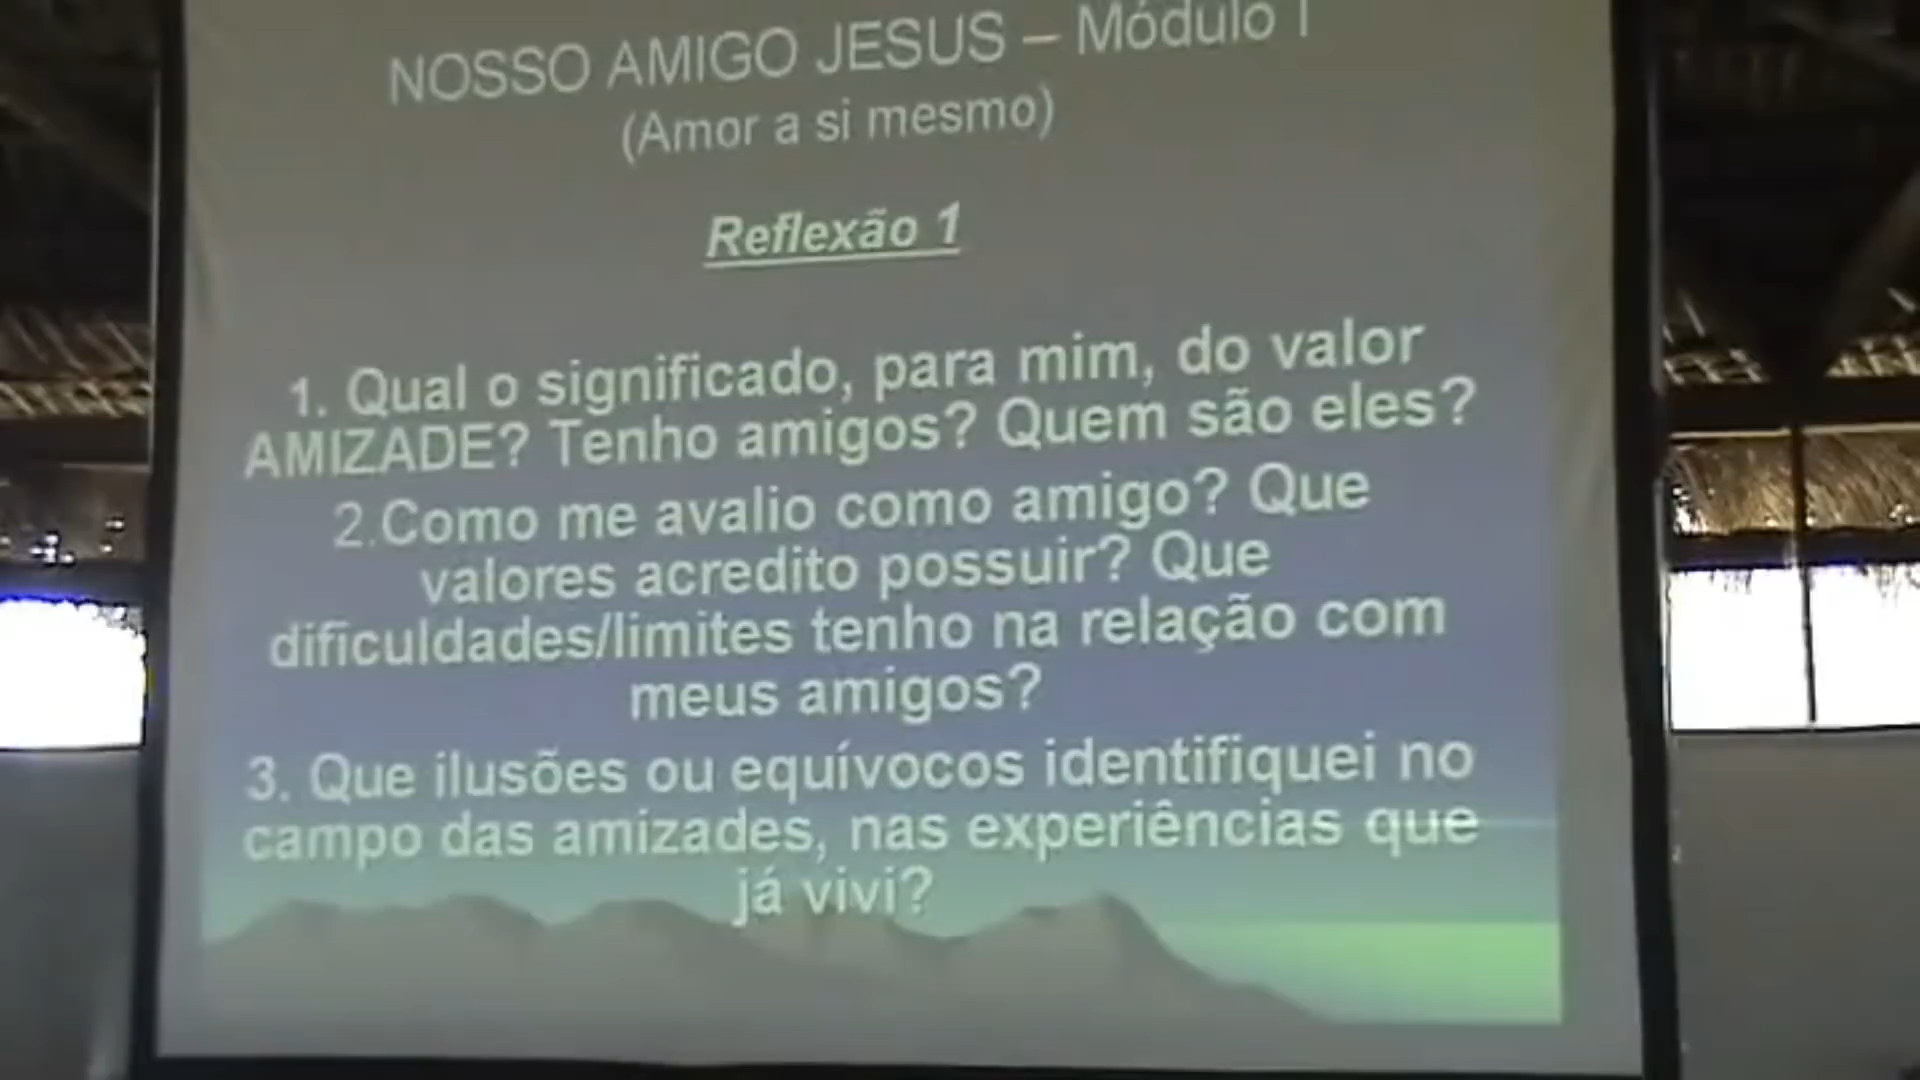 NOSSO AMIGO JESUS – Módulo I
(Amor a si mesmo)
Reflexão 1
1. Qual o significado, para mim, do valor
AMIZADE? Tenho amigos? Quem são eles?
2.Como me avalio como amigo? Que
valores acredito possuir? Que
dificuldades/limites tenho na relação com
meus amigos?
3. Que ilusões ou equívocos identifiquei no
campo das amizades, nas experiências que
já vivi?